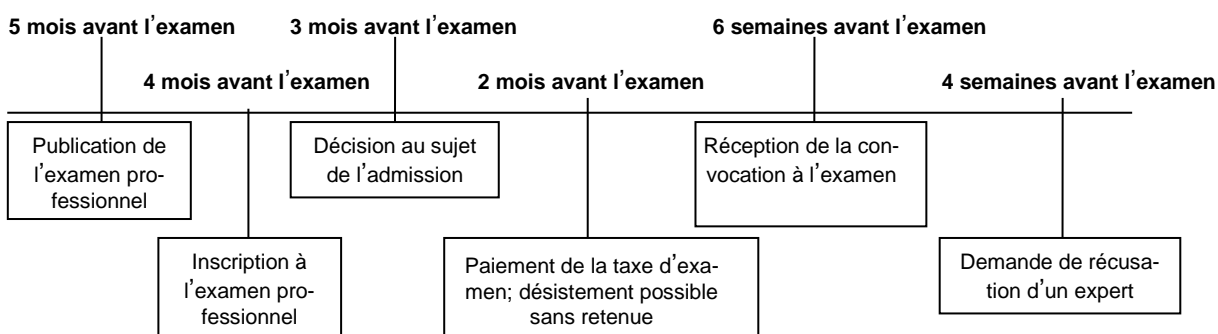 5 mois avant l'examen
3 mois avant l'examen
6 semaines avant l'examen
4 mois avant l'examen
2 mois avant l'examen
4 semaines avant l'examen
Publication de
l'examen pro-
fessionnel
Décision au sujet
de l'admission
Réception de la con-
vocation à l'examen
Inscription à
l'examen pro-
fessionnel
Paiement de la taxe d'exa-
men; désistement possible
sans retenue
Demande de récusa-
tion d'un expert